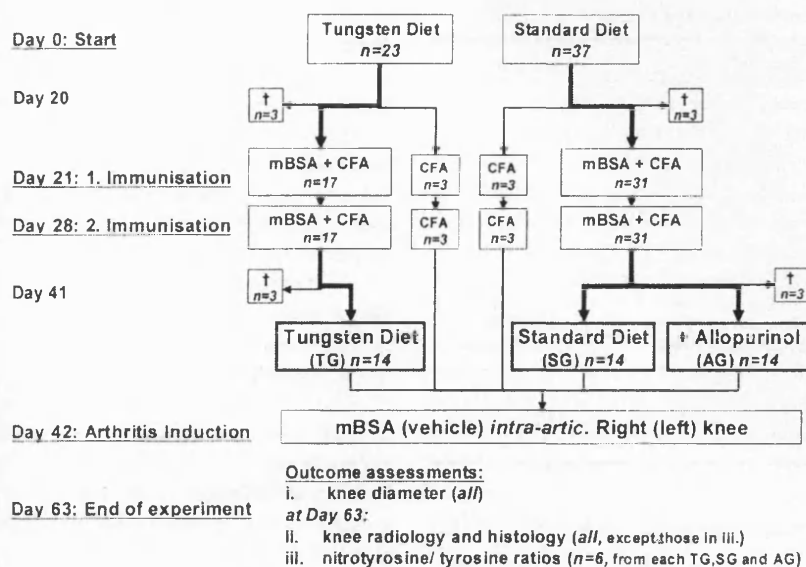 Tungsten Diet Standard Diet
Day 0: Start n=23 n=37
Day 20 † n=3 † n=3
mBSA + CFA CFA CFA mBSA + CFA
Day 21: 1. Immunisation n=17 n=3 n=3 n=31
mBSA + CFA CFA CFA mBSA + CFA
Day 28: 2. Immunisation n=17 n=3 n=3 n=31
Day 41 † n=3 † n=3
Tungsten Diet Standard Diet + Allopurinol
(TG) n=14 (SG) n=14 (AG) n=14
Day 42: Arthritis Induction mBSA (vehicle) intra-artic. Right (left) knee
Outcome assessments:
i. knee diameter (all)
Day 63: End of experiment at Day 63:
ii. knee radiology and histology (all, except those in iii.)
iii. nitrotyrosine/ tyrosine ratios (n=6, from each TG,SG and AG)